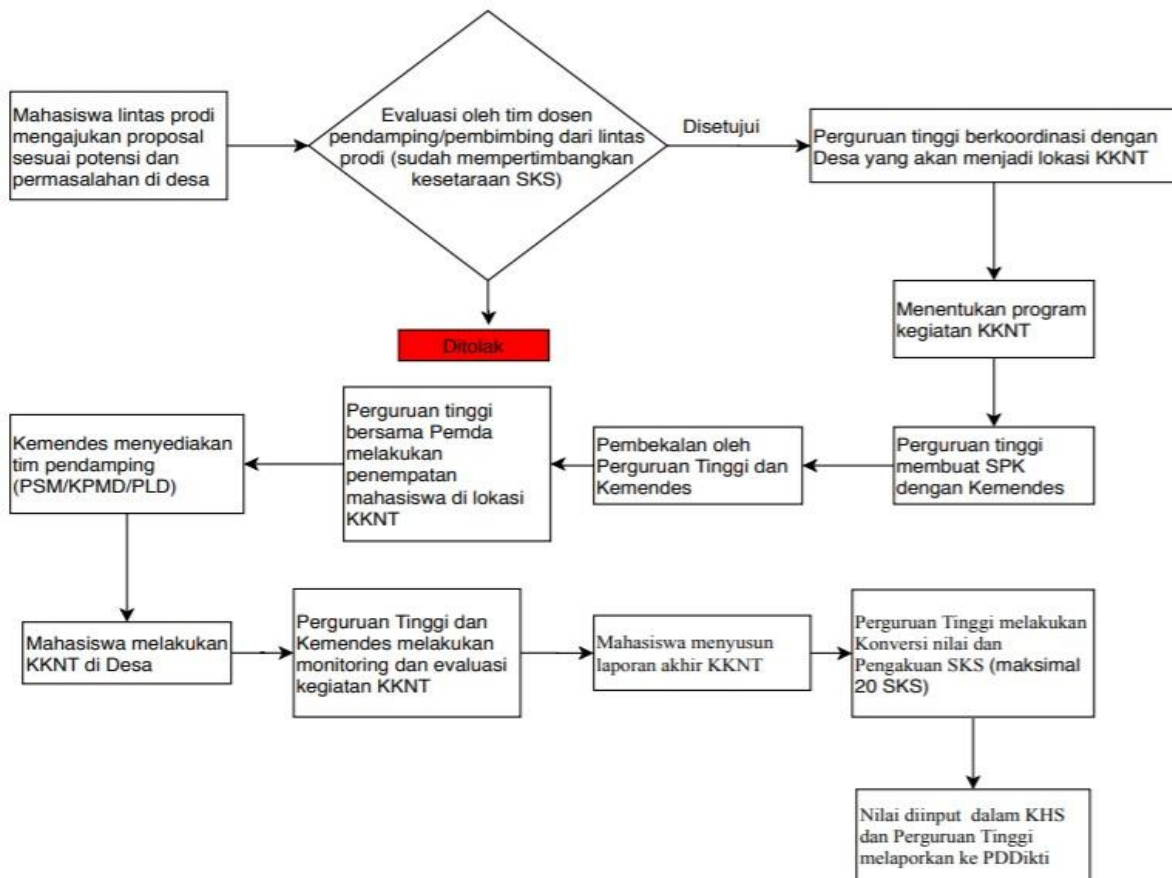 Mahasiswa lintas prodi
mengajukan proposal
sesuai potensi dan
permasalahan di desa
Evaluasi oleh tim dosen
pendamping/pembimbing dari lintas
prodi (sudah mempertimbangkan
kesetaraan SKS)
Disetujui
Perguruan tinggi berkoordinasi dengan
Desa yang akan menjadi lokasi KKNT
Ditolak
Menentukan program
kegiatan KKNT
Perguruan tinggi
membuat SPK
dengan Kemendes
Pembekalan oleh
Perguruan Tinggi dan
Kemendes
Perguruan tinggi
bersama Pemda
melakukan
penempatan
mahasiswa di lokasi
KKNT
Kemendes menyediakan
tim pendamping
(PSM/KPMD/PLD)
Mahasiswa melakukan
KKNT di Desa
Perguruan Tinggi dan
Kemendes melakukan
monitoring dan evaluasi
kegiatan KKNT
Mahasiswa menyusun
laporan akhir KKNT
Perguruan Tinggi melakukan
Konversi nilai dan
Pengakuan SKS (maksimal
20 SKS)
Nilai diinput dalam KHS
dan Perguruan Tinggi
melaporkan ke PDDikti